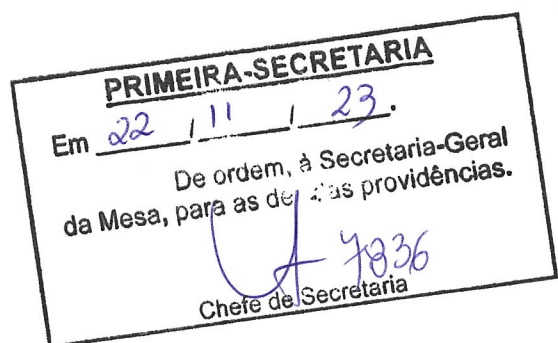 PRIMEIRA-SECRETARIA
Em 22 / 11 / 23.
De ordem, à Secretaria-Geral
da Mesa, para as providências.
7836
Chefe de Secretaria